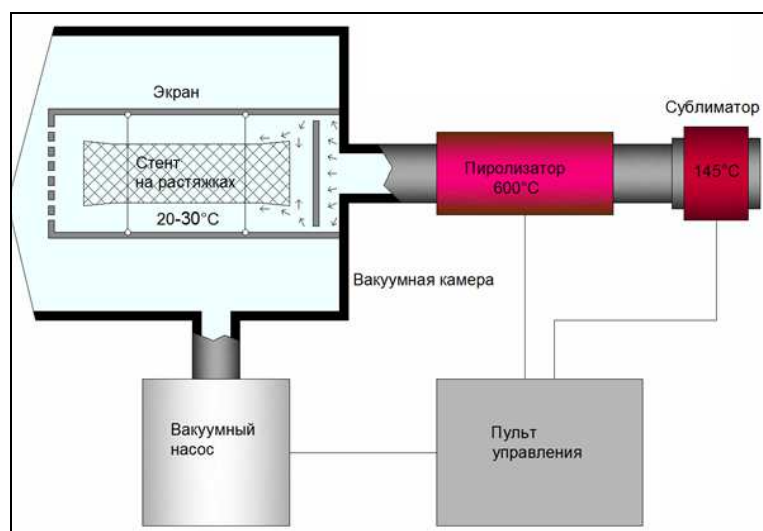 Экран
Сублиматор
Стент
на растяжках
Пиролизатор
600°C
145°C
20-30°C
Вакуумная камера
Вакуумный
насос
Пульт
управления